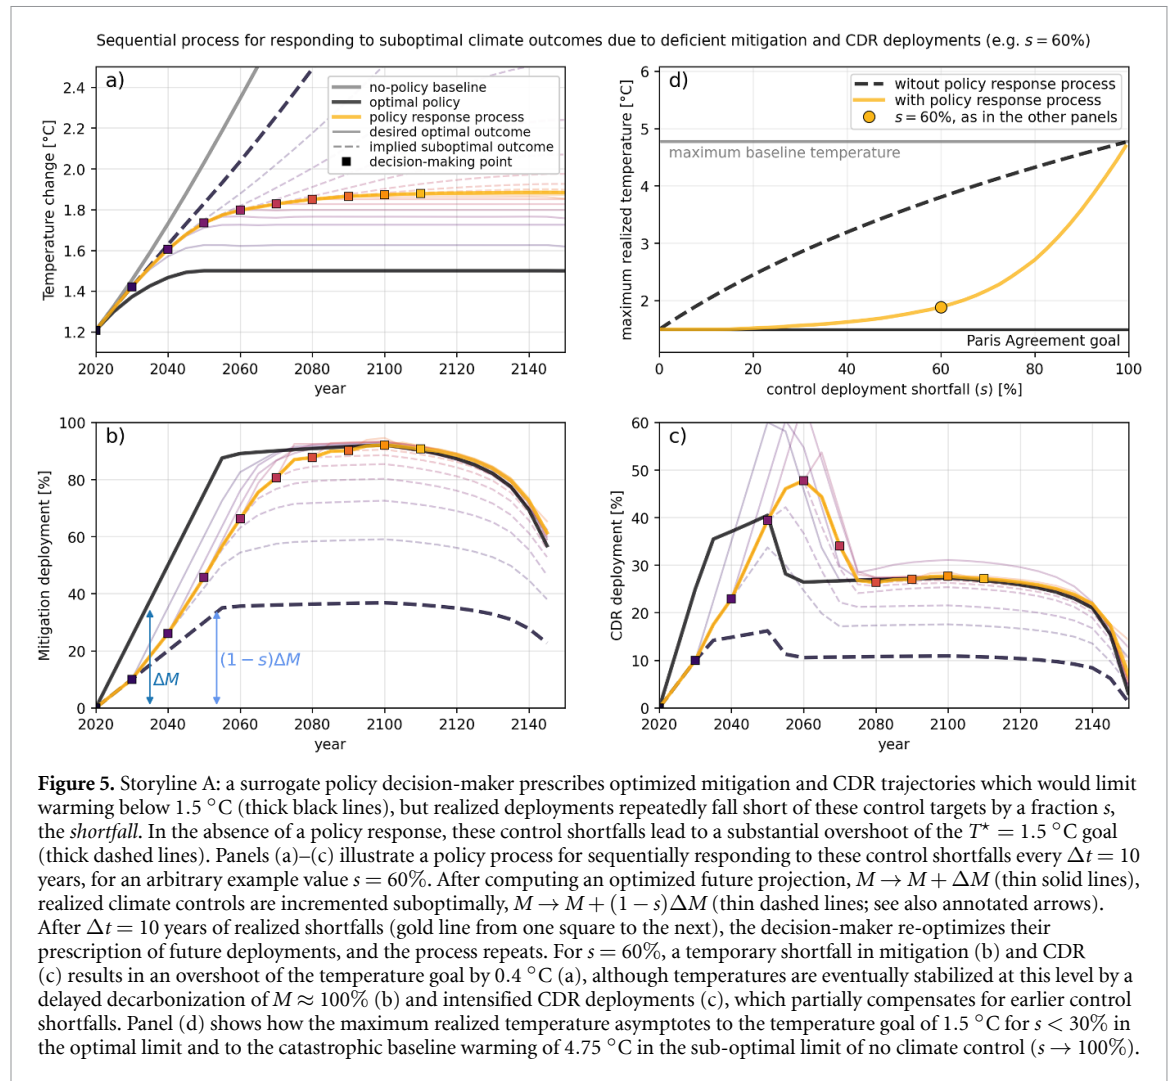 Sequential process for responding to suboptimal climate outcomes due to deficient mitigation and CDR deployments (e.g. s = 60%)
a)
no-policy baseline
optimal policy
policy response process
desired optimal outcome
implied suboptimal outcome
decision-making point
Temperature change [°C]
2.4
2.2
2.0
1.8
1.6
1.4
1.2
2020 2040 2060 2080 2100 2120 2140
year
d)
witout policy response process
with policy response process
s = 60%, as in the other panels
maximum baseline temperature
Paris Agreement goal
maximum realized temperature [°C]
6
5
4
3
2
0 20 40 60 80 100
control deployment shortfall (s) [%]
b)
Mitigation deployment [%]
100
80
60
40
20
0
ΔM
(1 − s)ΔM
2020 2040 2060 2080 2100 2120 2140
year
c)
CDR deployment [%]
60
50
40
30
20
10
0
2020 2040 2060 2080 2100 2120 2140
year
Figure 5. Storyline A: a surrogate policy decision-maker prescribes optimized mitigation and CDR trajectories which would limit
warming below 1.5 °C (thick black lines), but realized deployments repeatedly fall short of these control targets by a fraction s,
the shortfall. In the absence of a policy response, these control shortfalls lead to a substantial overshoot of the T⋆ = 1.5 °C goal
(thick dashed lines). Panels (a)–(c) illustrate a policy process for sequentially responding to these control shortfalls every Δt = 10
years, for an arbitrary example value s = 60%. After computing an optimized future projection, M → M + ΔM (thin solid lines),
realized climate controls are incremented suboptimally, M → M + (1 − s)ΔM (thin dashed lines; see also annotated arrows).
After Δt = 10 years of realized shortfalls (gold line from one square to the next), the decision-maker re-optimizes their
prescription of future deployments, and the process repeats. For s = 60%, a temporary shortfall in mitigation (b) and CDR
(c) results in an overshoot of the temperature goal by 0.4 °C (a), although temperatures are eventually stabilized at this level by a
delayed decarbonization of M ≈ 100% (b) and intensified CDR deployments (c), which partially compensates for earlier control
shortfalls. Panel (d) shows how the maximum realized temperature asymptotes to the temperature goal of 1.5 °C for s < 30% in
the optimal limit and to the catastrophic baseline warming of 4.75 °C in the sub-optimal limit of no climate control (s → 100%).